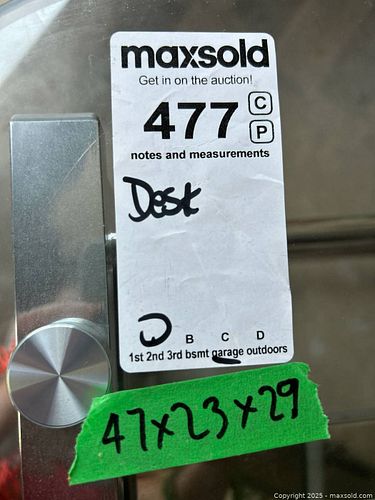 maxsold
Get in on the auction!
477 C
P
notes and measurements
Desk
B C D
1st 2nd 3rd bsmt garage outdoors
47x23x29
Copyright 2025 - maxsold.com